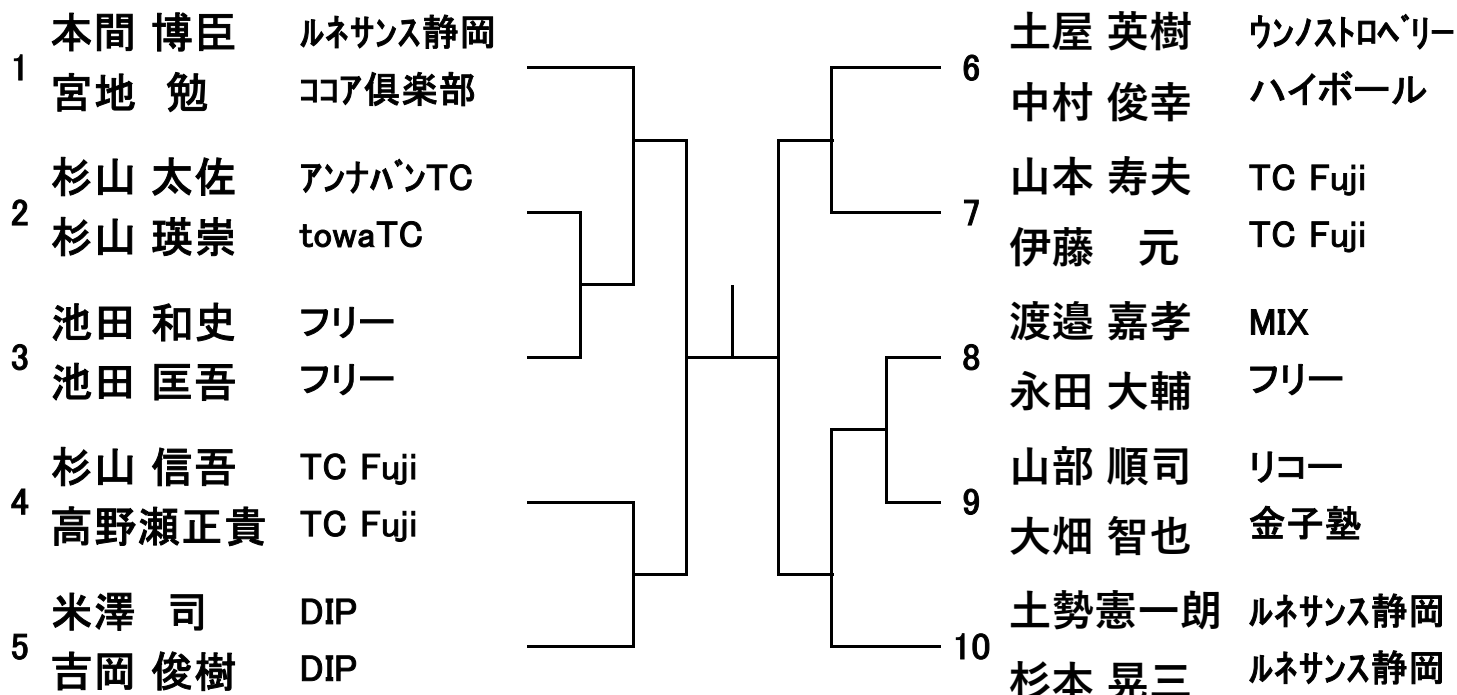 1
本間 博臣 ルネサンス静岡
宮地 勉 ココア倶楽部
2
杉山 太佐 アンナバンTC
杉山 瑛崇 towaTC
3
池田 和史 フリー
池田 匡吾 フリー
4
杉山 信吾 TC Fuji
高野瀬正貴 TC Fuji
5
米澤 司 DIP
吉岡 俊樹 DIP
6
土屋 英樹 ウンノストロベリー
中村 俊幸 ハイボール
7
山本 寿夫 TC Fuji
伊藤 元 TC Fuji
8
渡邉 嘉孝 MIX
永田 大輔 フリー
9
山部 順司 リコー
大畑 智也 金子塾
10
土勢憲一朗 ルネサンス静岡
杉本 晃三 ルネサンス静岡